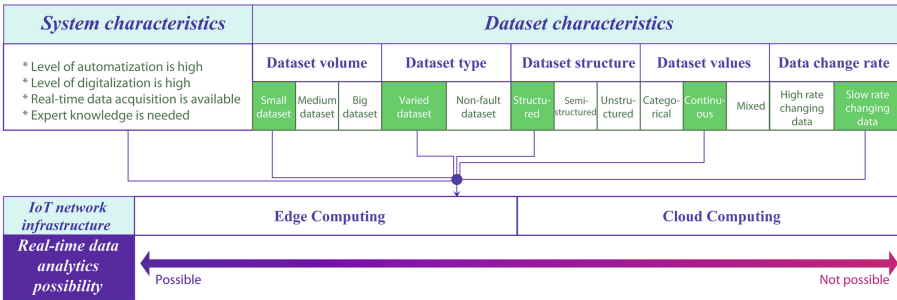 System characteristics
Dataset characteristics
* Level of automatization is high
* Level of digitalization is high
* Real-time data acquisition is available
* Expert knowledge is needed
Dataset volume
Dataset type
Dataset structure
Dataset values
Data change rate
Small
dataset
Medium
dataset
Big
dataset
Varied
dataset
Non-fault
dataset
Structu-
red
Semi-
structured
Unstru-
ctured
Catego-
rical
Continu-
ous
Mixed
High rate
changing
data
Slow rate
changing
data
IoT network
infrastructure
Edge Computing
Cloud Computing
Real-time data
analytics
possibility
Possible
Not possible